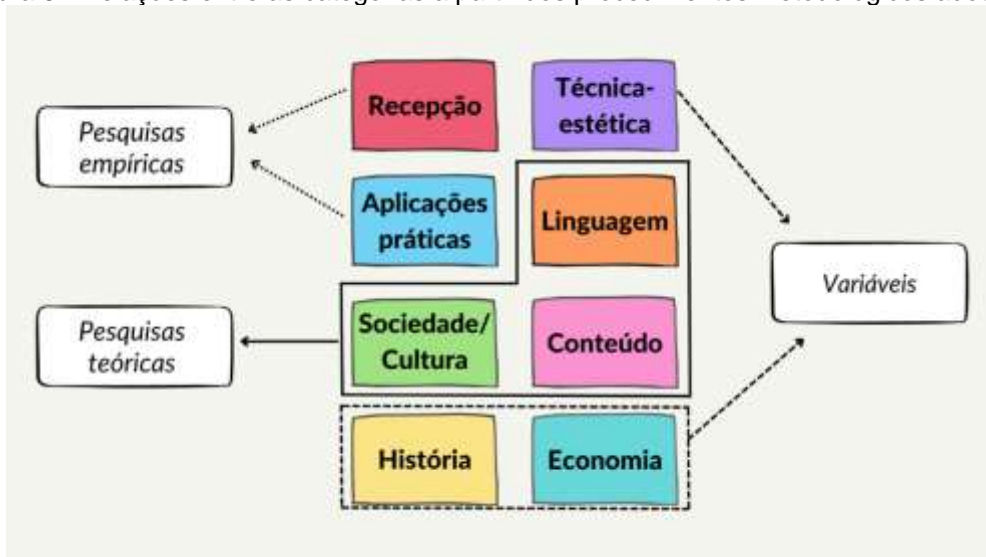 Pesquisas
empíricas
Recepção
Técnica-
estética
Aplicações
práticas
Linguagem
Variáveis
Pesquisas
teóricas
Sociedade/
Cultura
Conteúdo
História
Economia